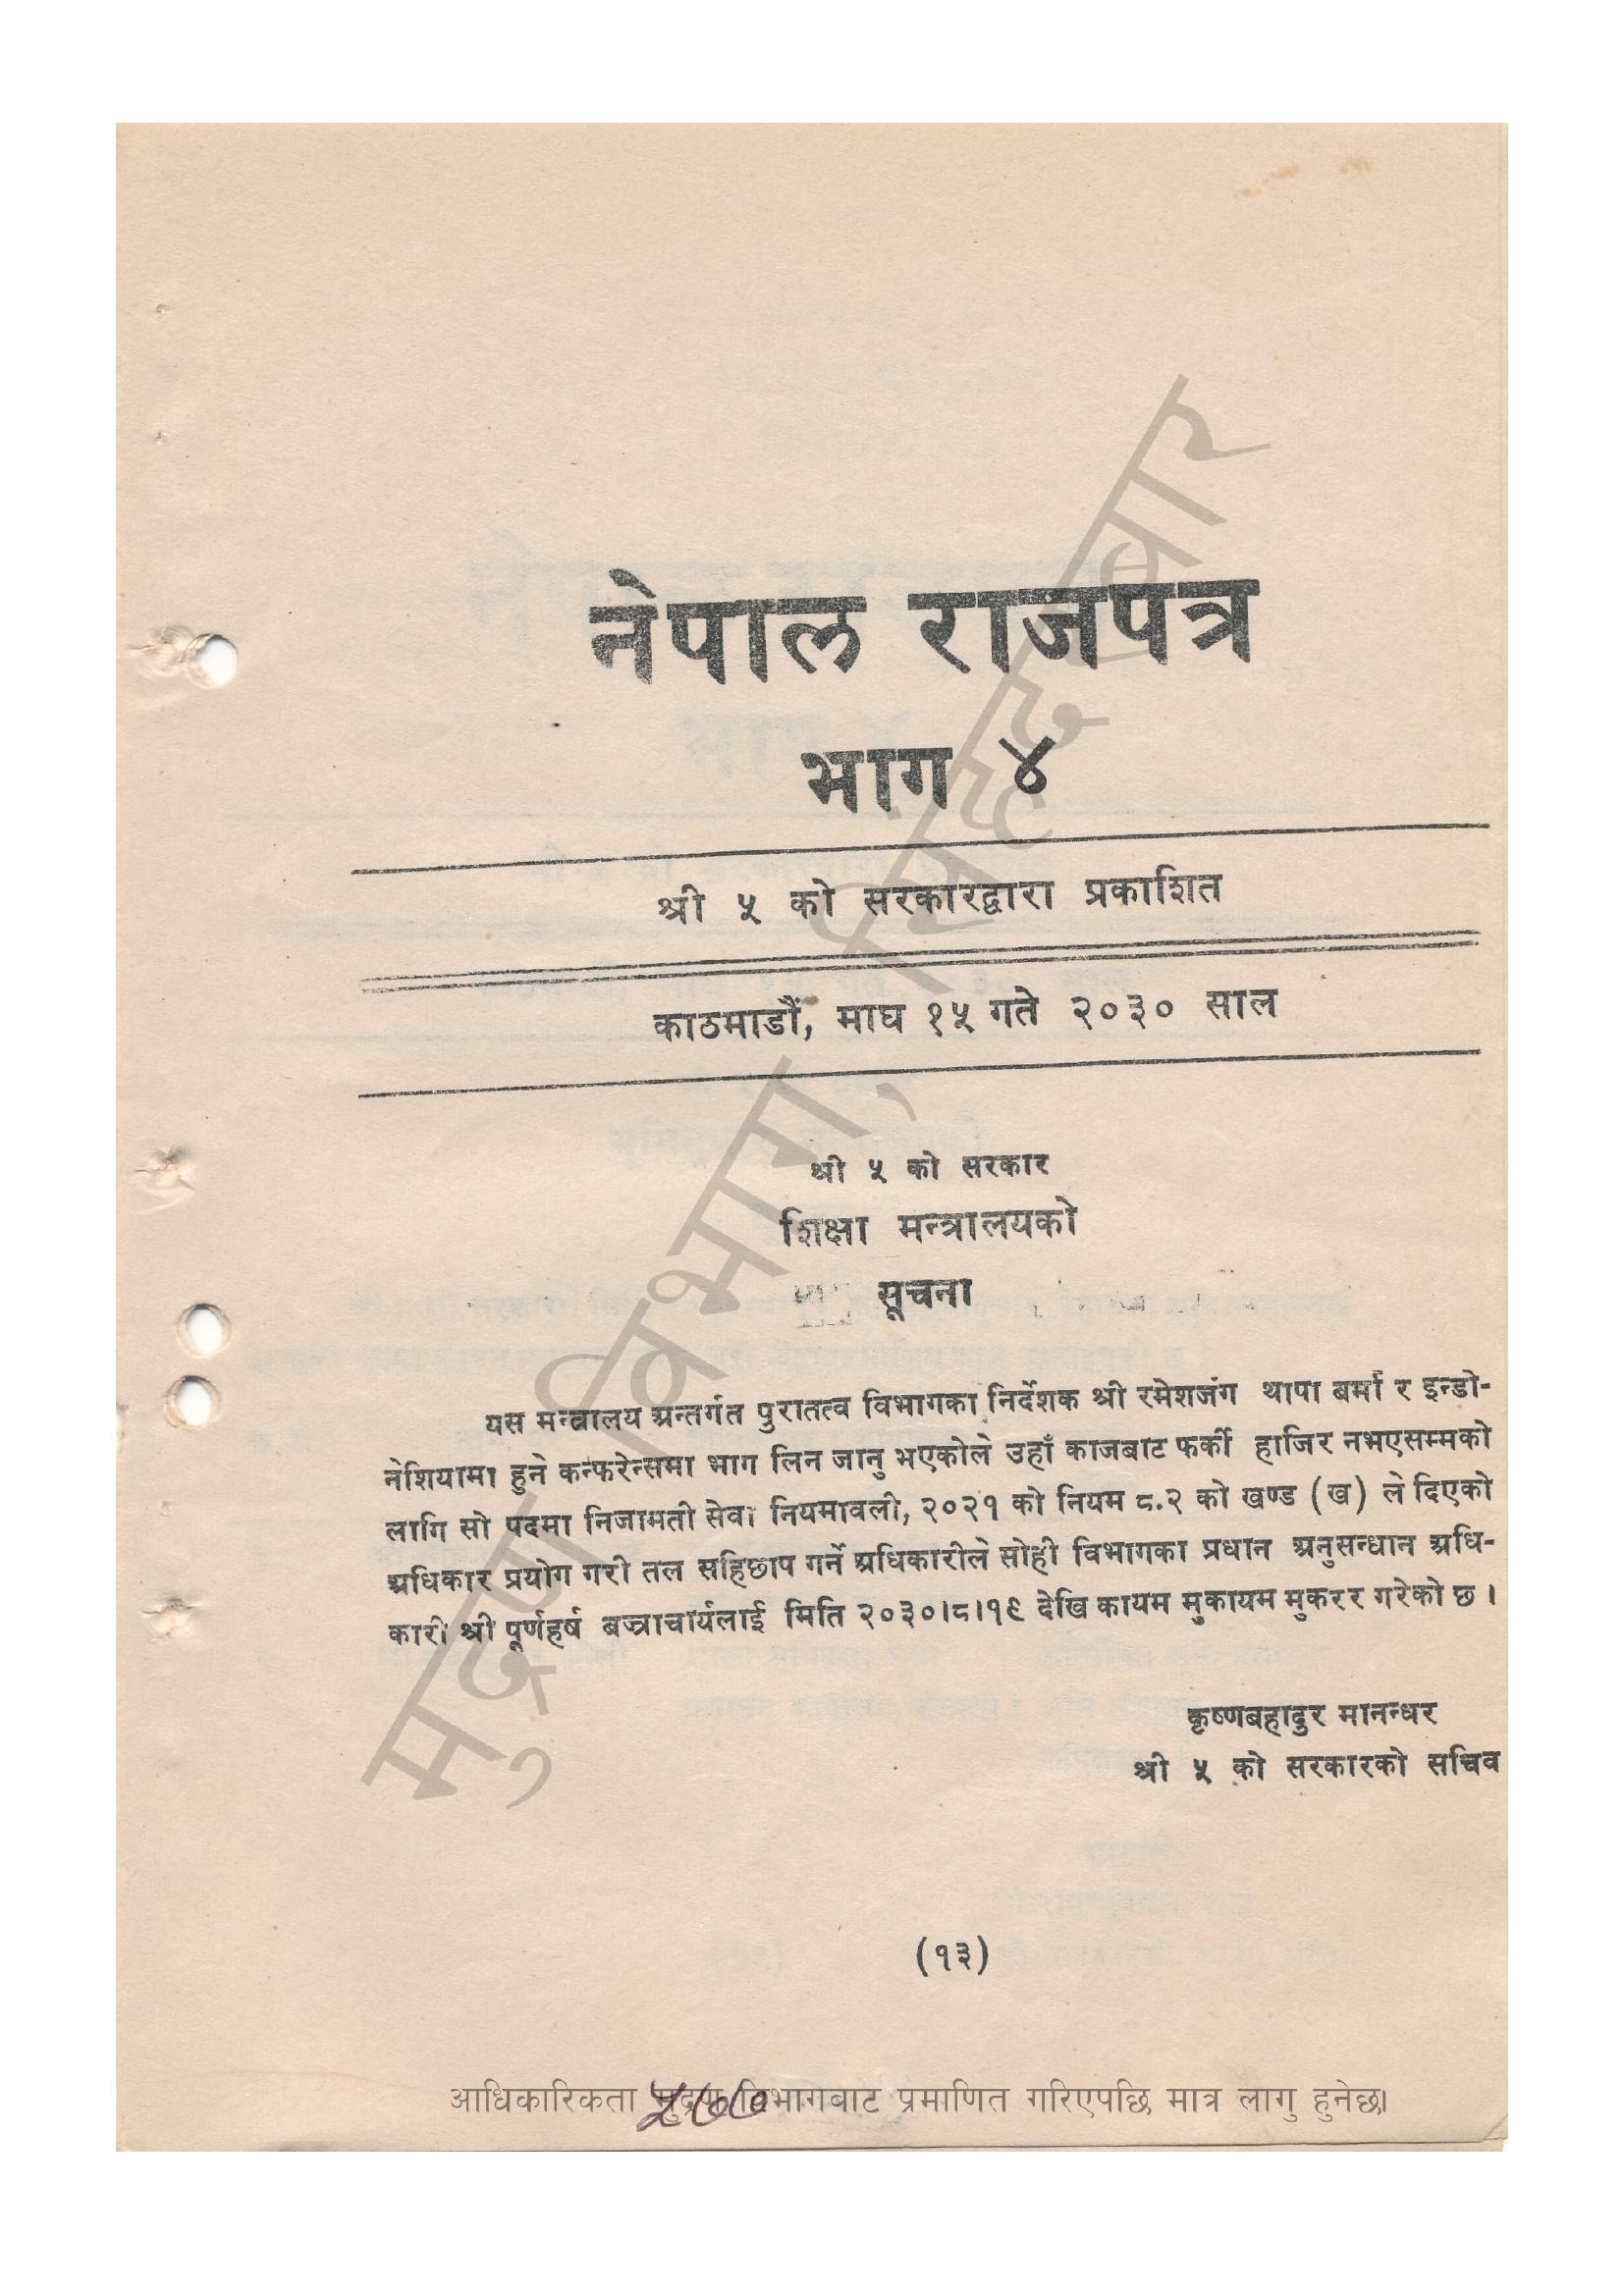 नेपाल राजपत्र
भाग ४
श्री ५ को सरकारद्वारा प्रकाशित
काठमाडौं, माघ १५ गते २०३० साल
श्री ५ को सरकार
शिक्षा मन्त्रालयको
सूचना
यस मन्त्रालय अन्तर्गत पुरातत्व विभागका निर्देशक श्री रमेशजंग थापा बर्मा र इन्डो-
नेशियामा हुने कन्फरेन्समा भाग लिन जानु भएकोले उहाँ काजबाट फर्की हाजिर नभएसम्मको
लागि सो पदमा निजामती सेवा नियमावली, २०२१ को नियम ८.२ को खण्ड (ख) ले दिएको
अधिकार प्रयोग गरी तल सहिछाप गर्ने अधिकारीले सोही विभागका प्रधान अनुसन्धान अधि-
कारी श्री पूर्णहर्ष बज्राचार्यलाई मिति २०३०।८।१९ देखि कायम मुकायम मुकरर गरेको छ ।
कृष्णबहादुर मानन्धर
श्री ५ को सरकारको सचिव
(१३)
मुद्रण विभाग, सिंहदरबार
आधिकारिकता मुद्रण विभागबाट प्रमाणित गरिएपछि मात्र लागु हुनेछ।